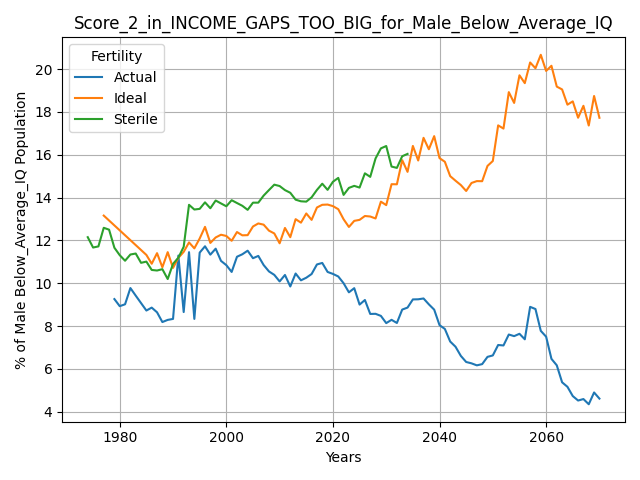 Score_2_in_INCOME_GAPS_TOO_BIG_for_Male_Below_Average_IQ
Fertility
Actual
Ideal
Sterile
% of Male Below_Average_IQ Population
20
18
16
14
12
10
8
6
4
1980 2000 2020 2040 2060
Years